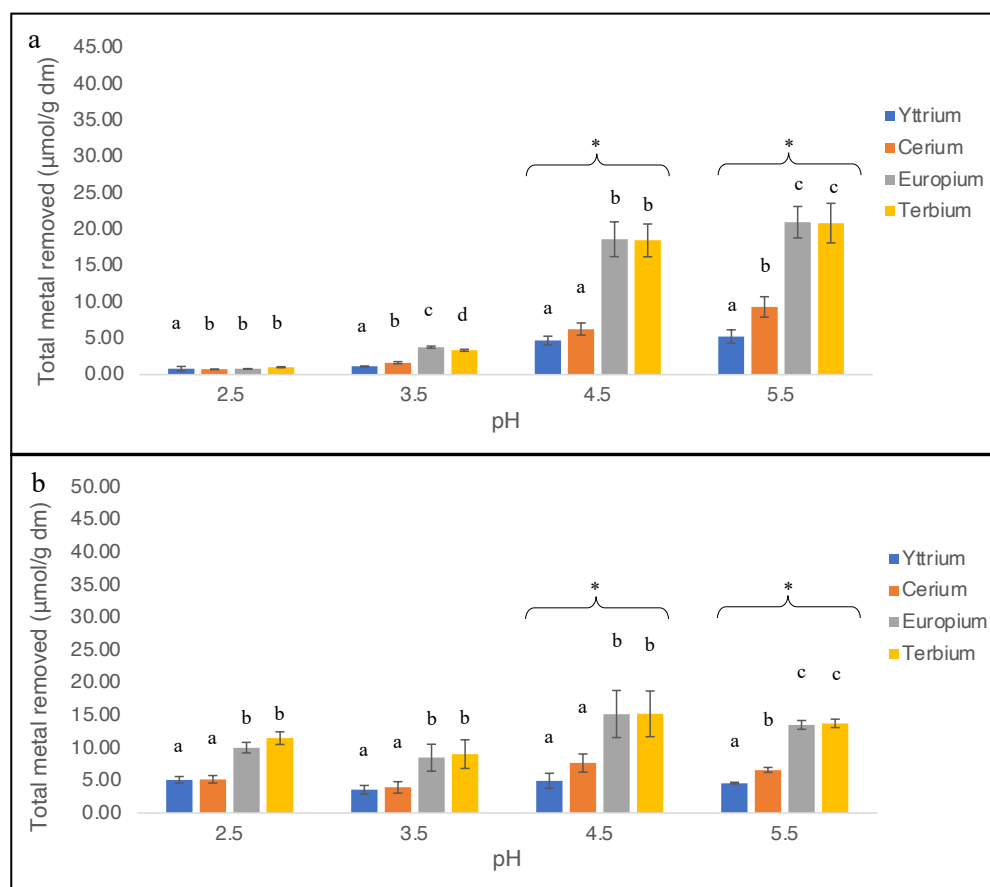 a
Total metal removed (µmol/g dm)
45.00
40.00
35.00
30.00
25.00
20.00
15.00
10.00
5.00
0.00
* *
b b c c
a a a b
a b b b a b c d
2.5 3.5 4.5 5.5
pH
Yttrium
Cerium
Europium
Terbium
b
Total metal removed (µmol/g dm)
50.00
45.00
40.00
35.00
30.00
25.00
20.00
15.00
10.00
5.00
0.00
* *
a a b b a a b b a a b b a b c c
2.5 3.5 4.5 5.5
pH
Yttrium
Cerium
Europium
Terbium